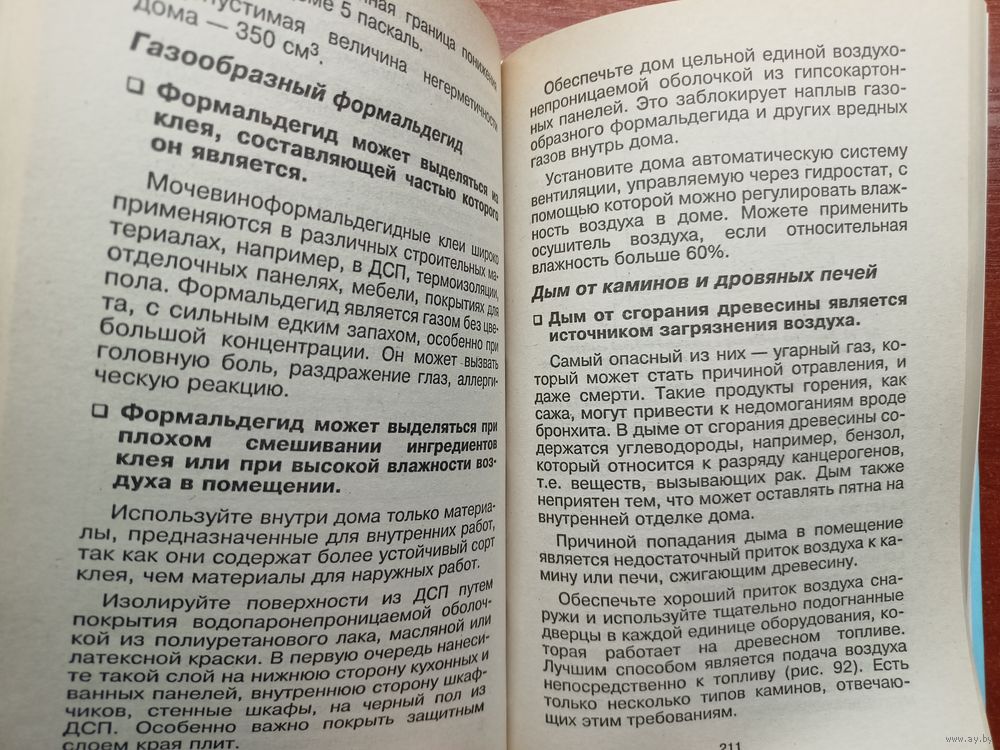 ная граница понижения
ме 5 паскаль.
пустимая величина негерметичности
дома — 350 см³.
Газообразный формальдегид
❑ Формальдегид может выделяться из
клея, составляющей частью которого
он является.
Мочевиноформальдегидные клеи широко
применяются в различных строительных ма-
териалах, например, в ДСП, термоизоляции,
отделочных панелях, мебели, покрытиях для
пола. Формальдегид является газом без цве-
та, с сильным едким запахом, особенно при
большой концентрации. Он может вызвать
головную боль, раздражение глаз, аллерги-
ческую реакцию.
❑ Формальдегид может выделяться при
плохом смешивании ингредиентов
клея или при высокой влажности воз-
духа в помещении.
Используйте внутри дома только материа-
лы, предназначенные для внутренних работ,
так как они содержат более устойчивый сорт
клея, чем материалы для наружных работ.
Изолируйте поверхности из ДСП путем
покрытия водопаронепроницаемой оболоч-
кой из полиуретанового лака, масляной или
латексной краски. В первую очередь нанеси-
те такой слой на нижнюю сторону кухонных и
ванных панелей, внутреннюю сторону шкаф-
чиков, стенные шкафы, на черный пол из
ДСП. Особенно важно покрыть защитным
слоем края плит.
Обеспечьте дом цельной единой воздухо-
непроницаемой оболочкой из гипсокартон-
ных панелей. Это заблокирует наплыв газо-
образного формальдегида и других вредных
газов внутрь дома.
Установите дома автоматическую систему
вентиляции, управляемую через гидростат, с
помощью которой можно регулировать влаж-
ность воздуха в доме. Можете применить
осушитель воздуха, если относительная
влажность больше 60%.
Дым от каминов и дровяных печей
❑ Дым от сгорания древесины является
источником загрязнения воздуха.
Самый опасный из них — угарный газ, ко-
торый может стать причиной отравления, и
даже смерти. Такие продукты горения, как
сажа, могут привести к недомоганиям вроде
бронхита. В дыме от сгорания древесины со-
держатся углеводороды, например, бензол,
который относится к разряду канцерогенов,
т.е. веществ, вызывающих рак. Дым также
неприятен тем, что может оставлять пятна на
внутренней отделке дома.
Причиной попадания дыма в помещение
является недостаточный приток воздуха к ка-
мину или печи, сжигающим древесину.
Обеспечьте хороший приток воздуха сна-
ружи и используйте тщательно подогнанные
дверцы в каждой единице оборудования, ко-
торая работает на древесном топливе.
Лучшим способом является подача воздуха
непосредственно к топливу (рис. 92). Есть
только несколько типов каминов, отвечаю-
щих этим требованиям.
211
www.ay.by